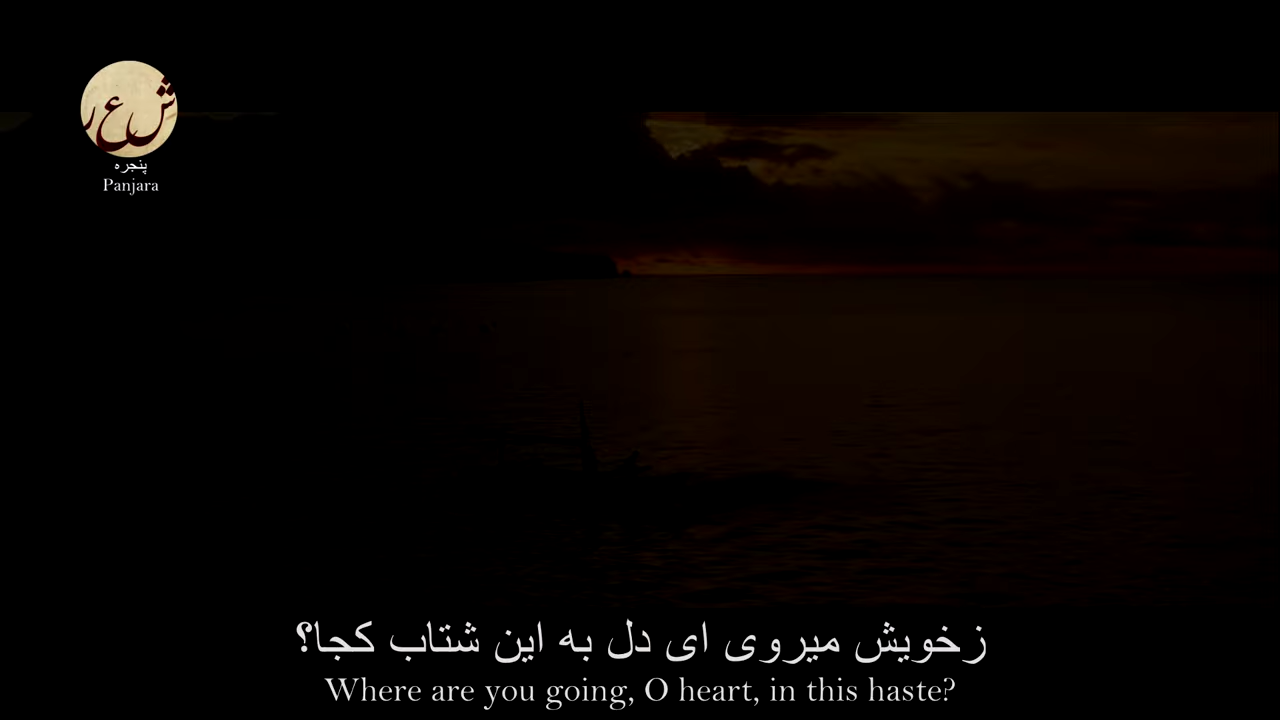 شعر
پنجره
Panjara
زخویش میروی ای دل به این شتاب کجا؟
Where are you going, O heart, in this haste?